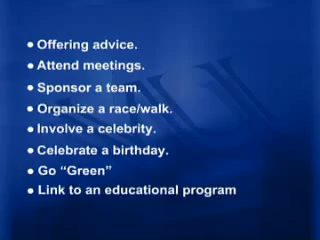 • Offering advice.
• Attend meetings.
• Sponsor a team.
• Organize a race/walk.
• Involve a celebrity.
• Celebrate a birthday.
• Go “Green”
• Link to an educational program